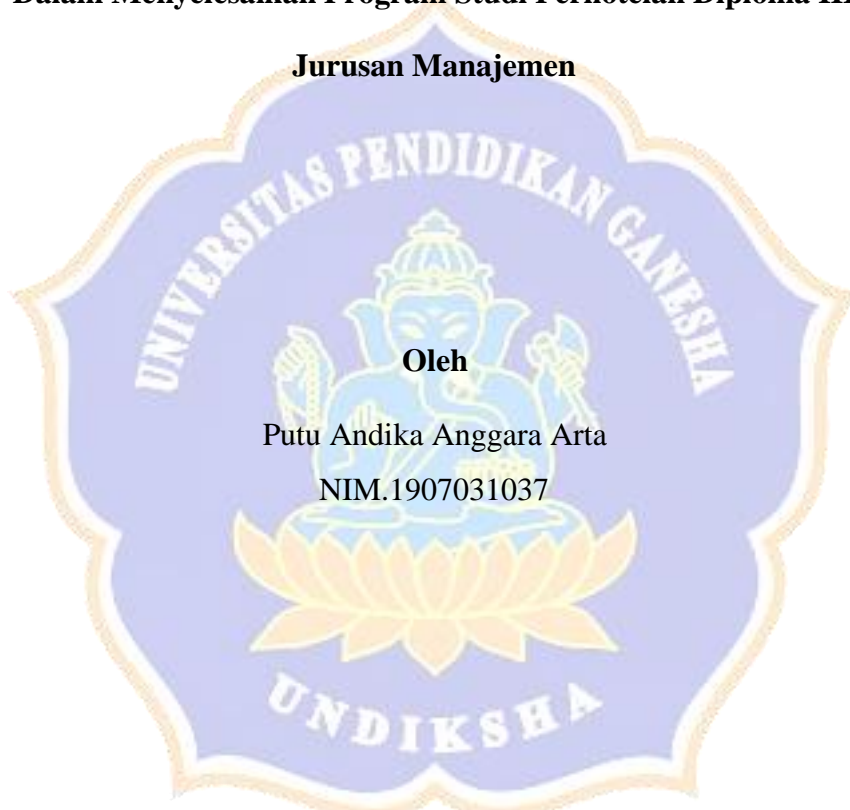 Dalam Menyelesaikan Program Studi Perhotelan Diploma III
Jurusan Manajemen
UNIVERSITAS PENDIDIKAN GANESHA
Oleh
Putu Andika Anggara Arta
NIM.1907031037
UNDIKSHA